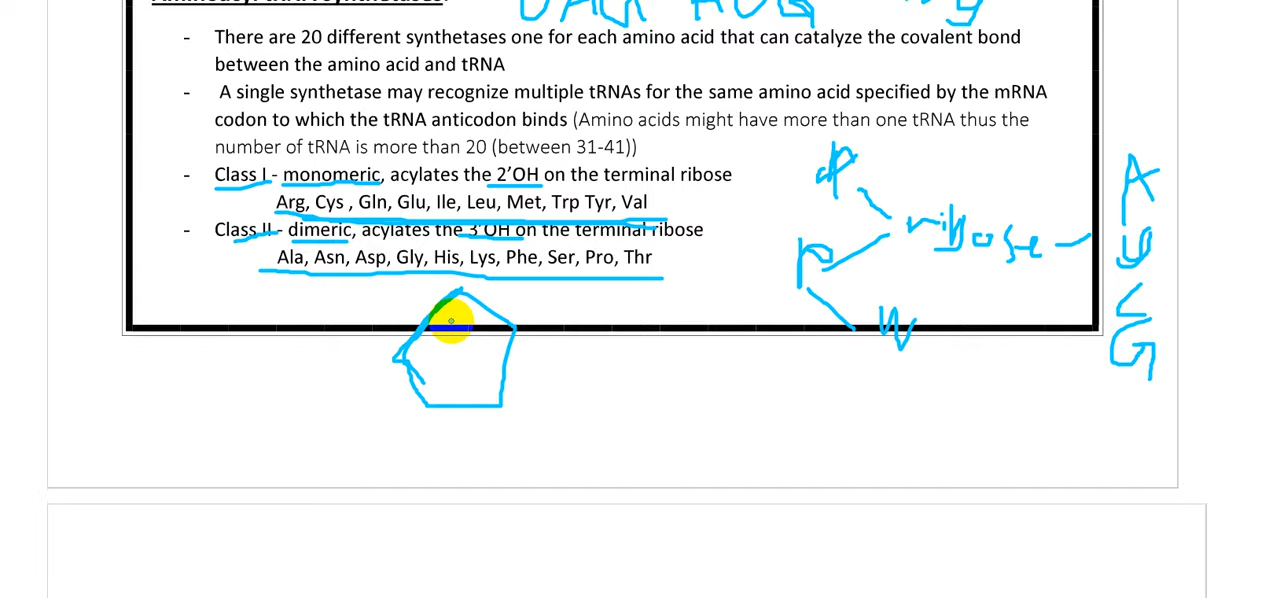 - There are 20 different synthetases one for each amino acid that can catalyze the covalent bond
between the amino acid and tRNA
- A single synthetase may recognize multiple tRNAs for the same amino acid specified by the mRNA
codon to which the tRNA anticodon binds (Amino acids might have more than one tRNA thus the
number of tRNA is more than 20 (between 31-41))
- Class I - monomeric, acylates the 2'OH on the terminal ribose
Arg, Cys , Gln, Glu, Ile, Leu, Met, Trp Tyr, Val
- Class II - dimeric, acylates the 3'OH on the terminal ribose
Ala, Asn, Asp, Gly, His, Lys, Phe, Ser, Pro, Thr
ribose
A
U
C
G